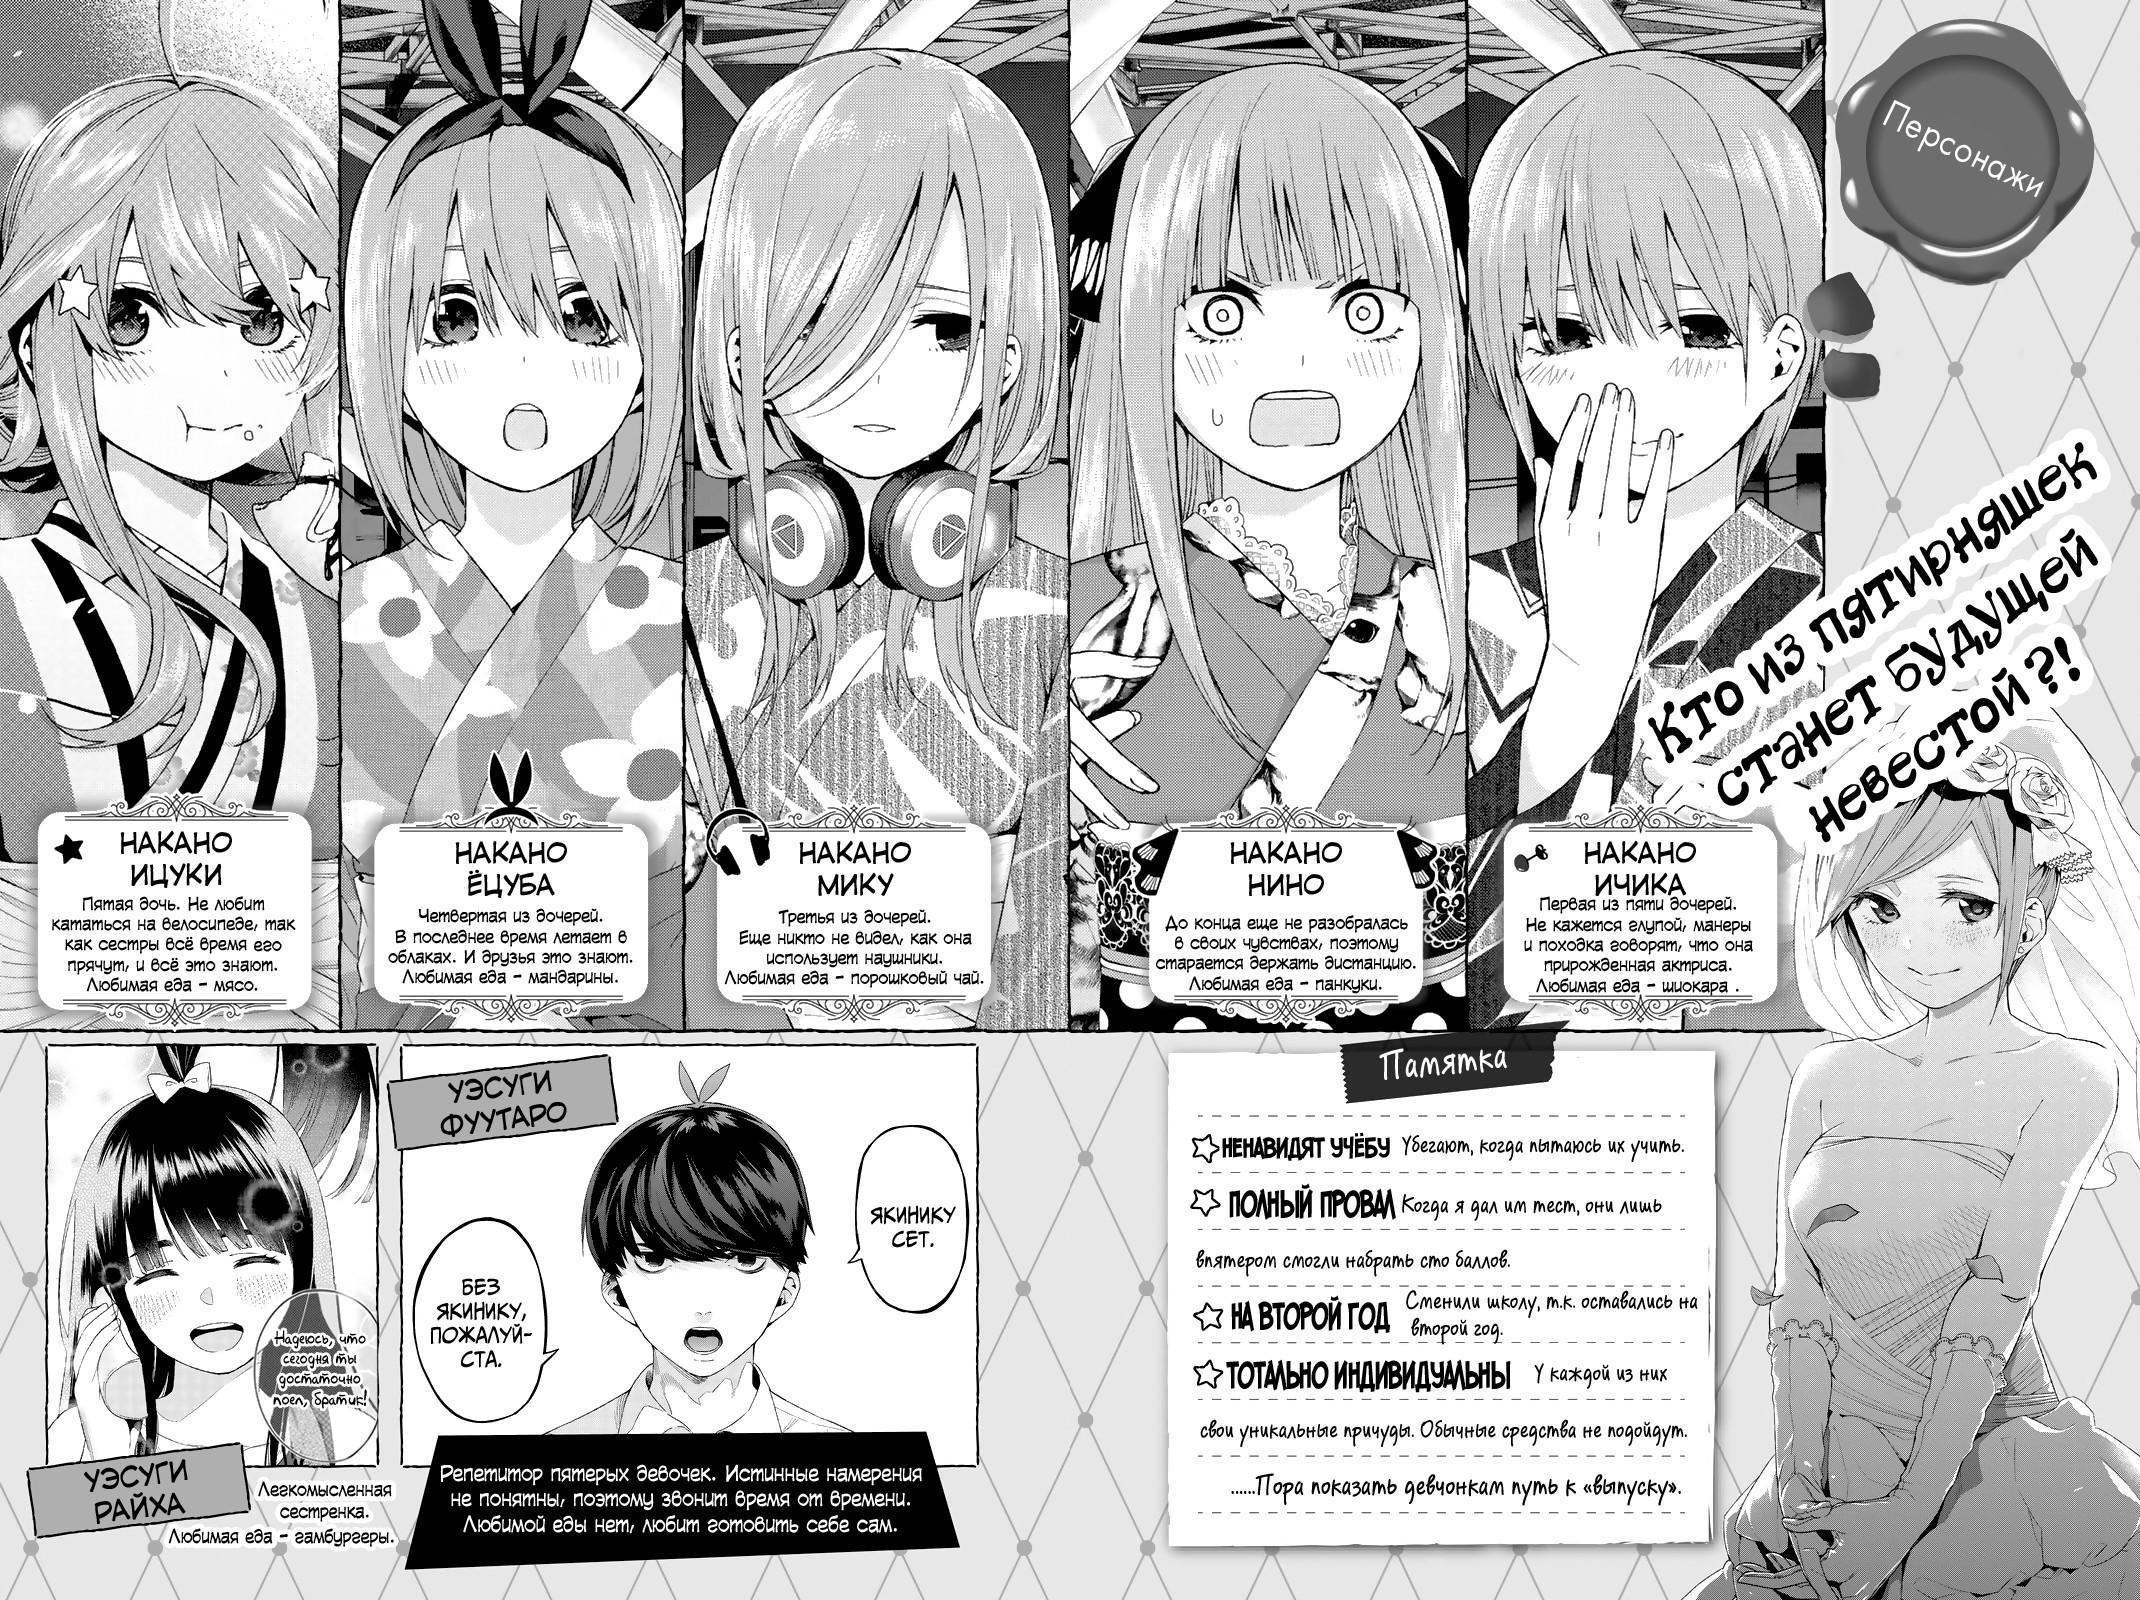 Персонажи
Кто из пятирняшек
станет будущей
невестой?!
НАКАНО
ИЦУКИ
Пятая дочь. Не любит
кататься на велосипеде, так
как сестры всё время его
прячут, и всё это знают.
Любимая еда - мясо.
НАКАНО
ЁЦУБА
Четвертая из дочерей.
В последнее время летает в
облаках. И друзья это знают.
Любимая еда - мандарины.
НАКАНО
МИКУ
Третья из дочерей.
Еще никто не видел, как она
использует наушники.
Любимая еда - порошковый чай.
НАКАНО
НИНО
До конца еще не разобралась
в своих чувствах, поэтому
старается держать дистанцию.
Любимая еда - панкуки.
НАКАНО
ИЧИКА
Первая из пяти дочерей.
Не кажется глупой, манеры
и походка говорят, что она
прирожденная актриса.
Любимая еда - шиокара .
Надеюсь, что
сегодня ты
достаточно
поел, братик!
УЭСУГИ
РАЙХА
Легкомысленная
сестренка.
Любимая еда - гамбургеры.
УЭСУГИ
ФУУТАРО
ЯКИНИКУ
СЕТ.
БЕЗ
ЯКИНИКУ,
ПОЖАЛУЙ-
СТА.
Репетитор пятерых девочек. Истинные намерения
не понятны, поэтому звонит время от времени.
Любимой еды нет, любит готовить себе сам.
Памятка
НЕНАВИДЯТ УЧЁБУ Убегают, когда пытаюсь их учить.
ПОЛНЫЙ ПРОВАЛ Когда я дал им тест, они лишь
впятером смогли набрать сто баллов.
НА ВТОРОЙ ГОД Сменили школу, т.к. оставались на
второй год.
ТОТАЛЬНО ИНДИВИДУАЛЬНЫ У каждой из них
свои уникальные причуды. Обычные средства не подойдут.
......Пора показать девчонкам путь к «выпуску».